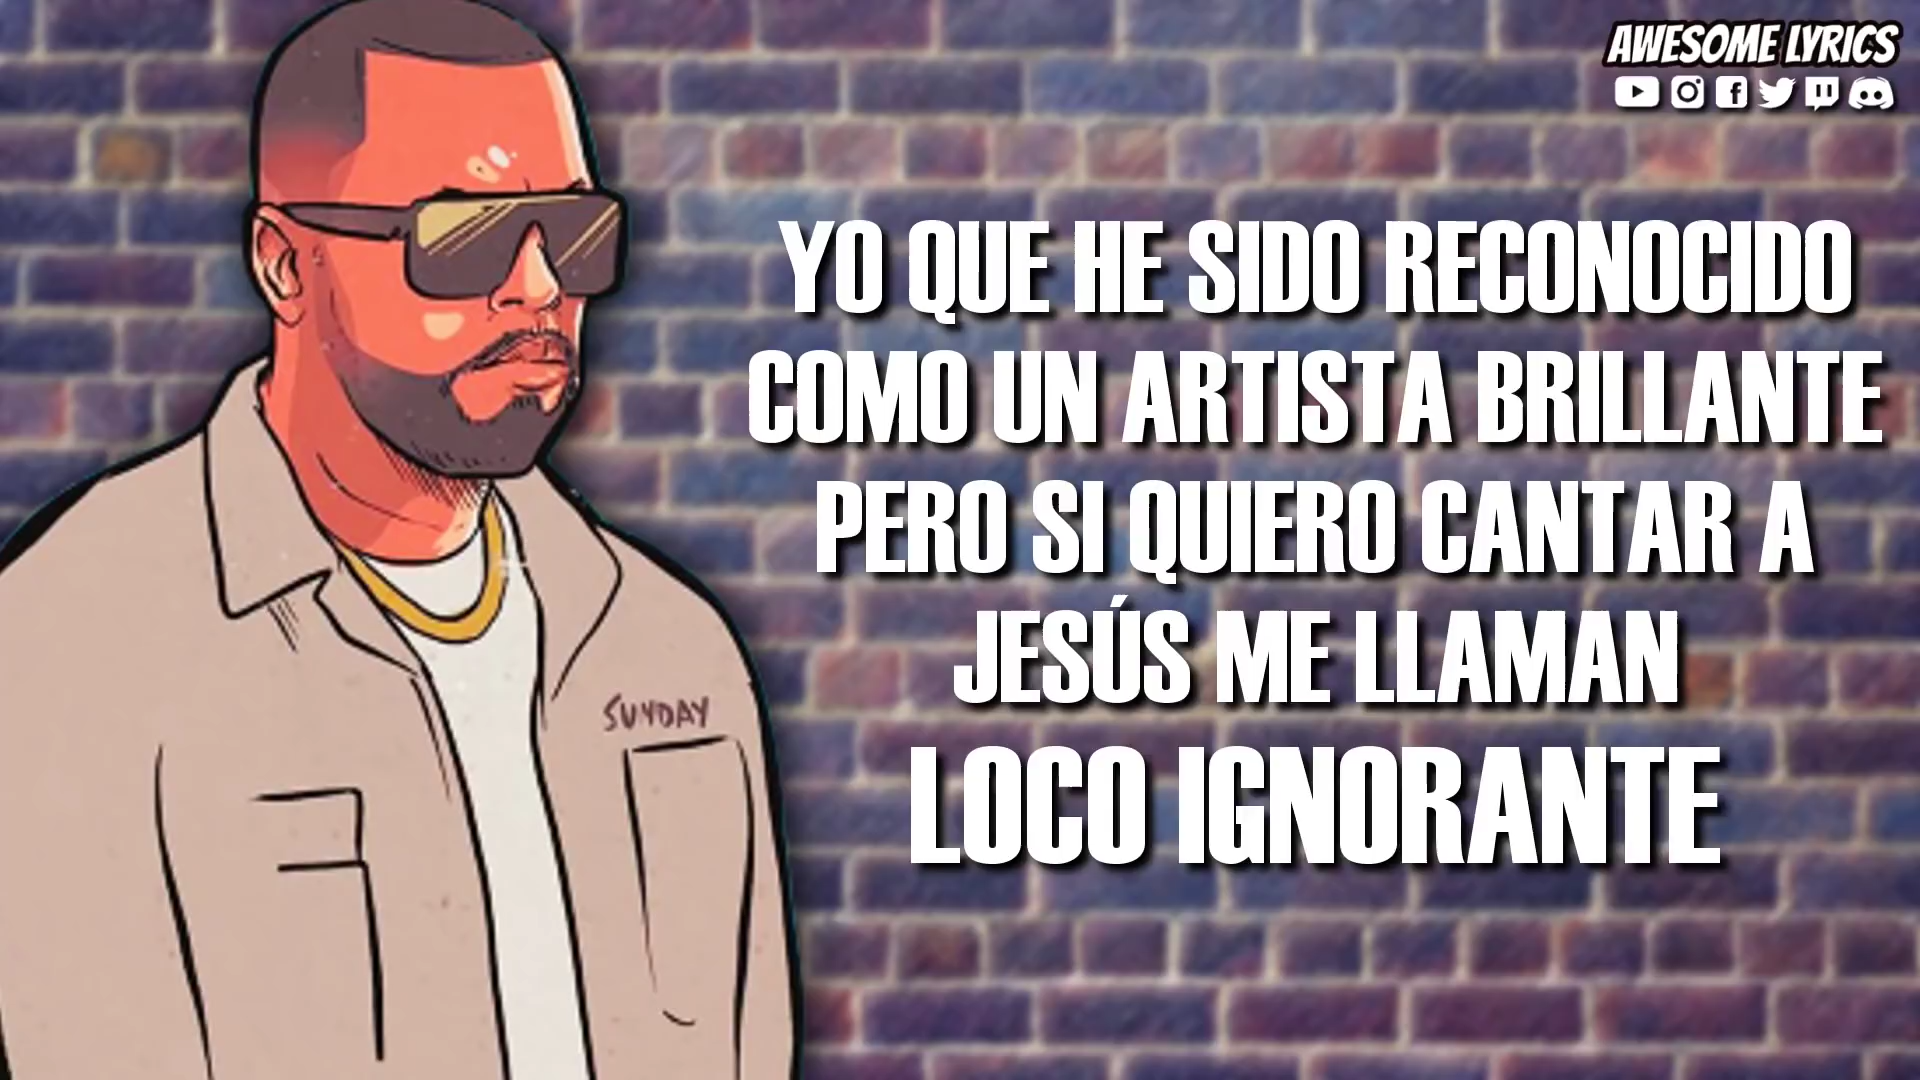 AWESOME LYRICS
YO QUE HE SIDO RECONOCIDO
COMO UN ARTISTA BRILLANTE
PERO SI QUIERO CANTAR A
JESÚS ME LLAMAN
LOCO IGNORANTE
SUNDAY